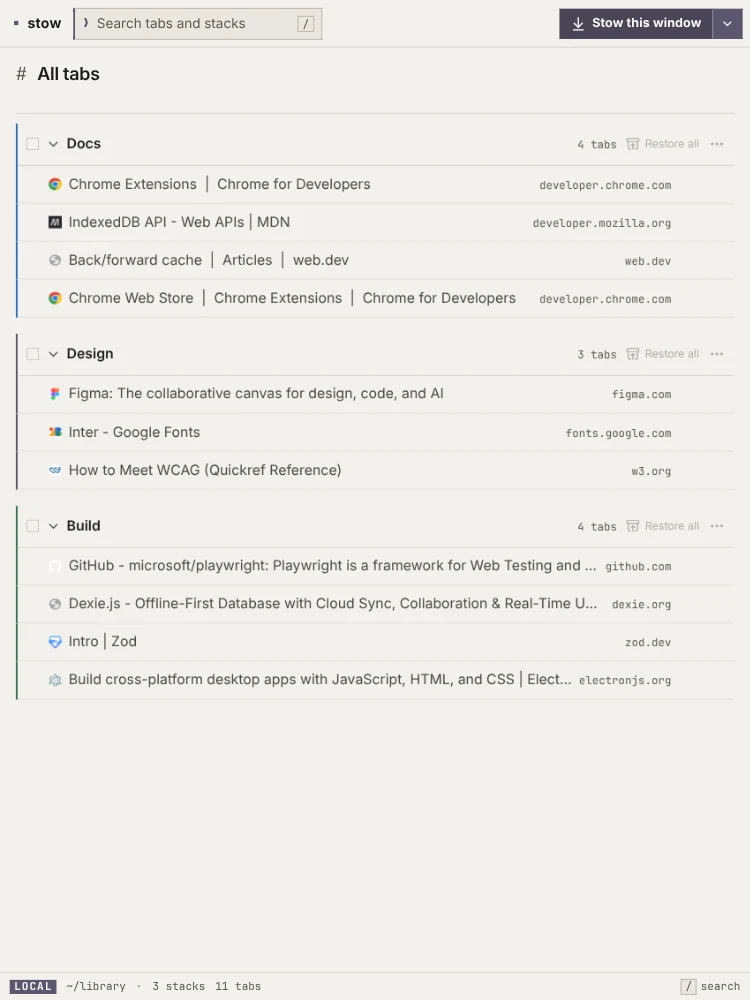 stow
Search tabs and stacks
/
Stow this window
# All tabs
Docs
4 tabs
Restore all
Chrome Extensions | Chrome for Developers
developer.chrome.com
IndexedDB API - Web APIs | MDN
developer.mozilla.org
Back/forward cache | Articles | web.dev
web.dev
Chrome Web Store | Chrome Extensions | Chrome for Developers
developer.chrome.com
Design
3 tabs
Restore all
Figma: The collaborative canvas for design, code, and AI
figma.com
Inter - Google Fonts
fonts.google.com
How to Meet WCAG (Quickref Reference)
w3.org
Build
4 tabs
Restore all
GitHub - microsoft/playwright: Playwright is a framework for Web Testing and ...
github.com
Dexie.js - Offline-First Database with Cloud Sync, Collaboration & Real-Time U...
dexie.org
Intro | Zod
zod.dev
Build cross-platform desktop apps with JavaScript, HTML, and CSS | Elect...
electronjs.org
LOCAL ~/library · 3 stacks 11 tabs
/ search